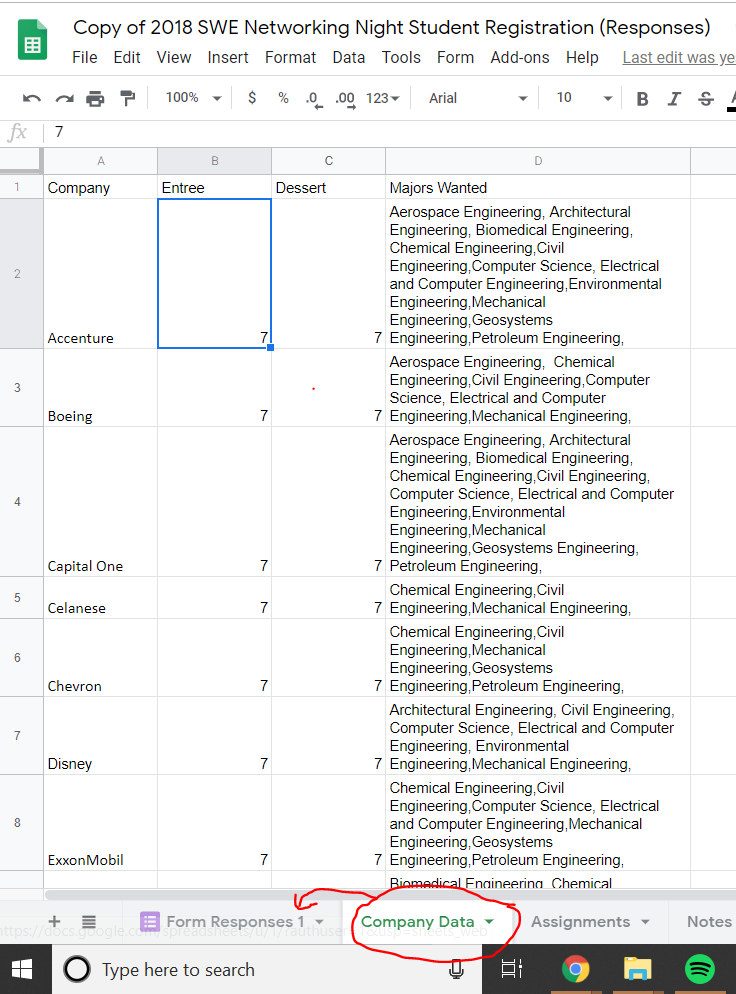 Copy of 2018 SWE Networking Night Student Registration (Responses)
File Edit View Insert Format Data Tools Form Add-ons Help Last edit was ye
100% $ % .0 .00 123 Arial 10 B I S A
fx 7
A B C D
1 Company Entree Dessert Majors Wanted
Aerospace Engineering, Architectural
Engineering, Biomedical Engineering,
Chemical Engineering,Civil
Engineering,Computer Science, Electrical
and Computer Engineering,Environmental
Engineering,Mechanical
Engineering,Geosystems
2 Accenture 7 7 Engineering,Petroleum Engineering,
Aerospace Engineering, Chemical
Engineering,Civil Engineering,Computer
Science, Electrical and Computer
3 Boeing 7 7 Engineering,Mechanical Engineering,
Aerospace Engineering, Architectural
Engineering, Biomedical Engineering,
Chemical Engineering,Civil Engineering,
Computer Science, Electrical and Computer
Engineering,Environmental
Engineering,Mechanical
Engineering,Geosystems Engineering,
4 Capital One 7 7 Petroleum Engineering,
Chemical Engineering,Civil
5 Celanese 7 7 Engineering,Mechanical Engineering,
Chemical Engineering,Civil
Engineering,Mechanical
Engineering,Geosystems
6 Chevron 7 7 Engineering,Petroleum Engineering,
Architectural Engineering, Civil Engineering,
Computer Science, Electrical and Computer
Engineering, Environmental
7 Disney 7 7 Engineering,Mechanical Engineering,
Chemical Engineering,Civil
Engineering,Computer Science, Electrical
and Computer Engineering,Mechanical
Engineering,Geosystems
8 ExxonMobil 7 7 Engineering,Petroleum Engineering,
Biomedical Engineering, Chemical
Form Responses 1 Company Data Assignments Notes
Type here to search